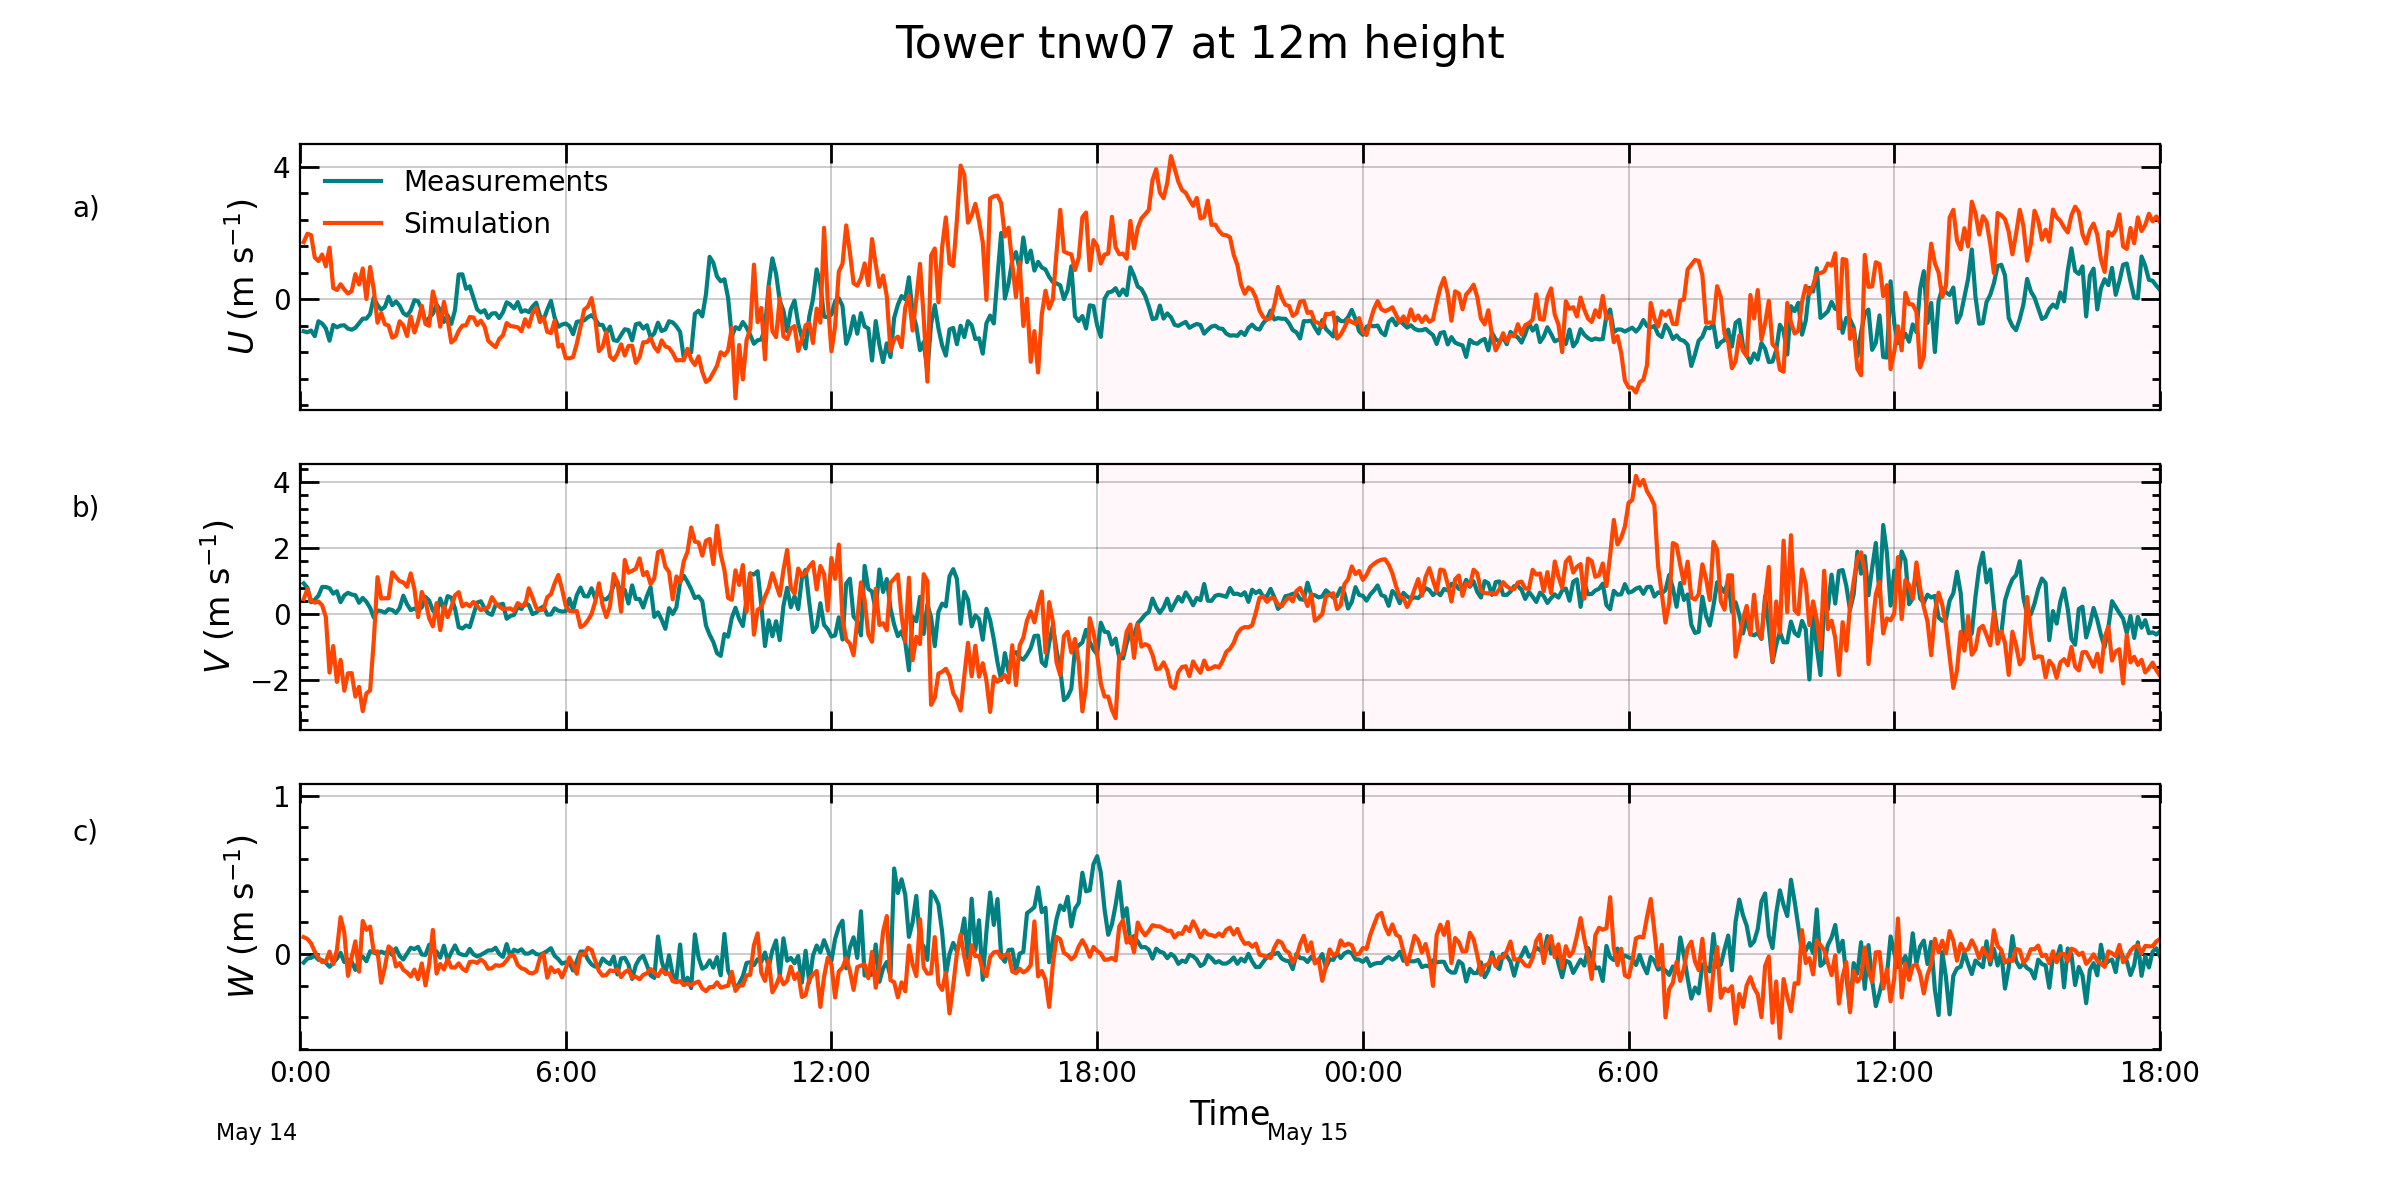 Tower tnw07 at 12m height
a)
U (m s⁻¹)
4
0
Measurements
Simulation
b)
V (m s⁻¹)
4
2
0
−2
c)
W (m s⁻¹)
1
0
0:00 6:00 12:00 18:00 00:00 6:00 12:00 18:00
Time
May 14 May 15